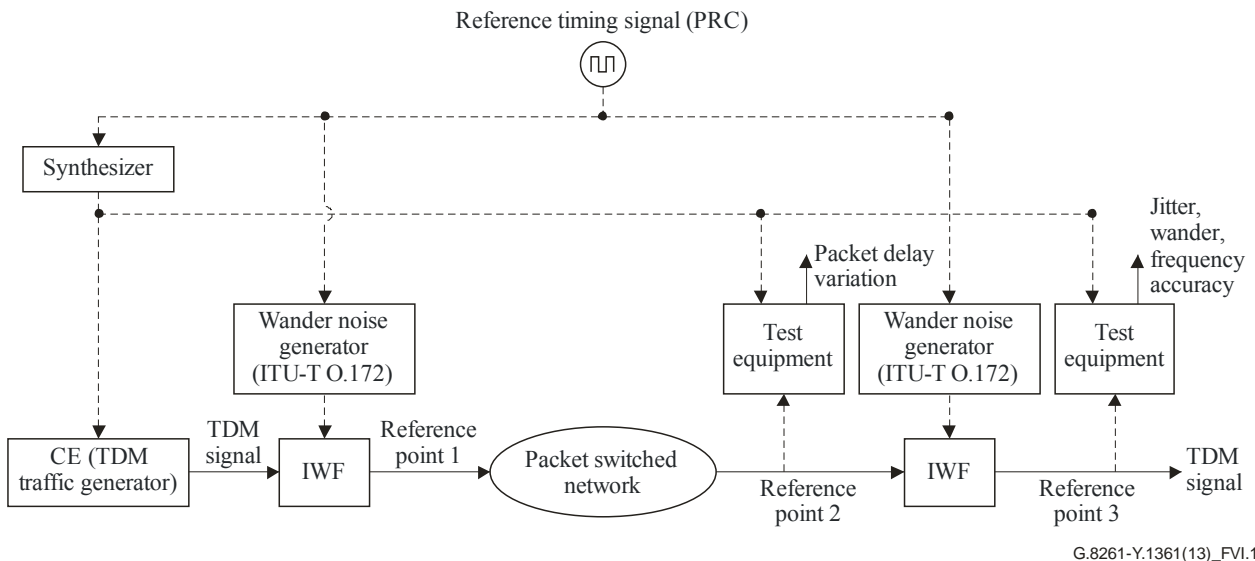 Reference timing signal (PRC)
Synthesizer
Packet delay
variation
Jitter,
wander,
frequency
accuracy
Wander noise
generator
(ITU-T O.172)
Test
equipment
Wander noise
generator
(ITU-T O.172)
Test
equipment
CE (TDM
traffic generator)
TDM
signal
IWF
Reference
point 1
Packet switched
network
Reference
point 2
IWF
Reference
point 3
TDM
signal
G.8261-Y.1361(13)_FVI.1